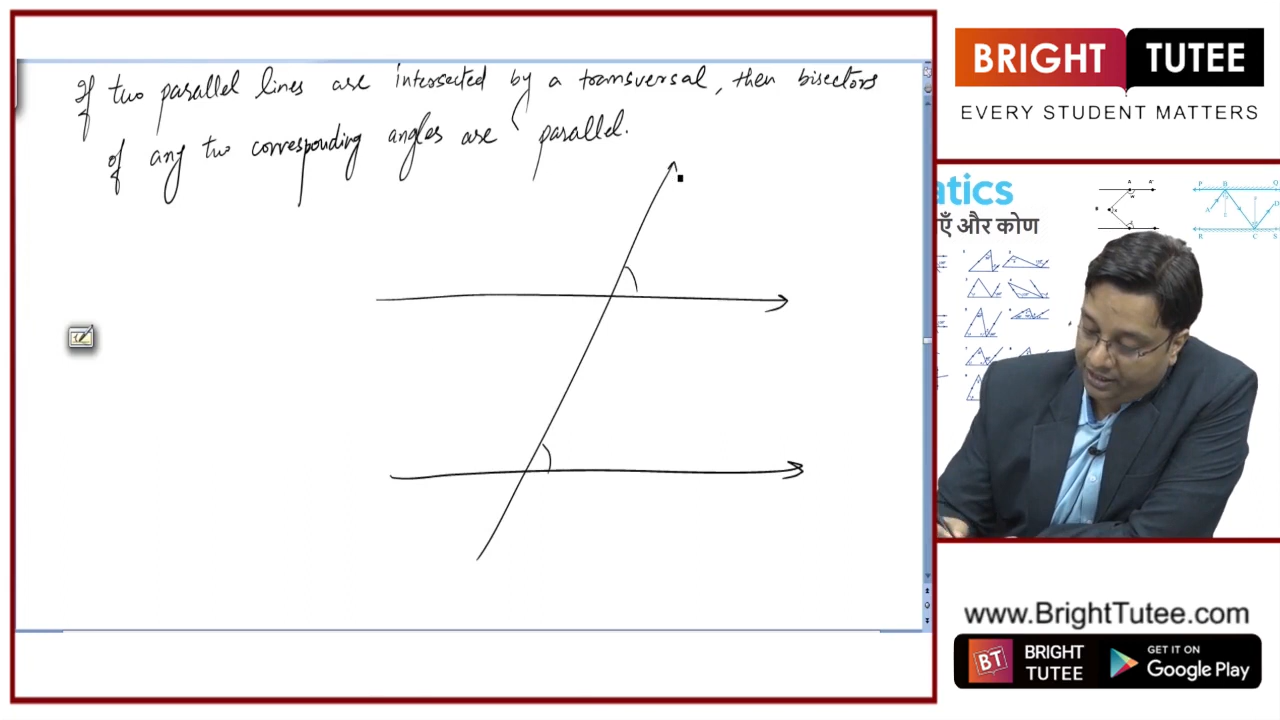 If two parallel lines are intersected by a transversal, then bisectors
of any two corresponding angles are parallel.
BRIGHT TUTEE
EVERY STUDENT MATTERS
atics
एँ और कोण
P B Q
A
R C S
D
www.BrightTutee.com
BT BRIGHT TUTEE
GET IT ON
Google Play